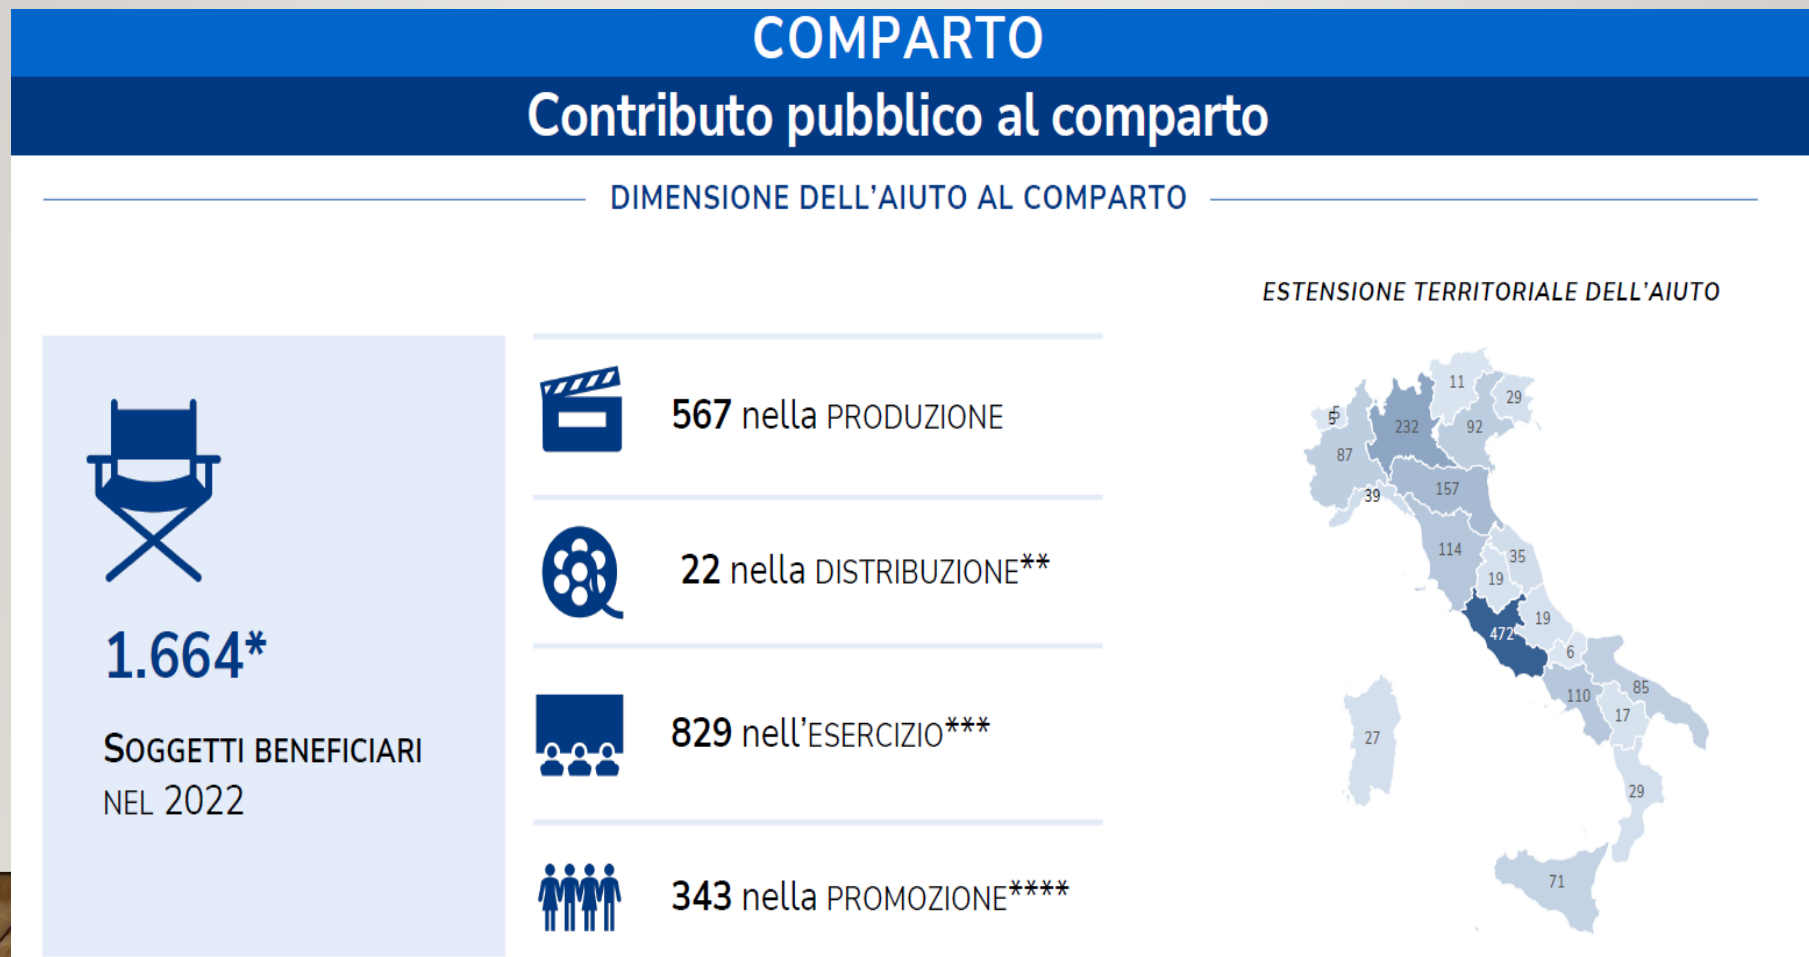 COMPARTO
Contributo pubblico al comparto
DIMENSIONE DELL'AIUTO AL COMPARTO
ESTENSIONE TERRITORIALE DELL'AIUTO
1.664*
SOGGETTI BENEFICIARI
NEL 2022
567 nella PRODUZIONE
22 nella DISTRIBUZIONE**
829 nell'ESERCIZIO***
343 nella PROMOZIONE****
11
29
5
5
232
92
87
157
39
114
35
19
19
472
6
110
85
17
27
29
71